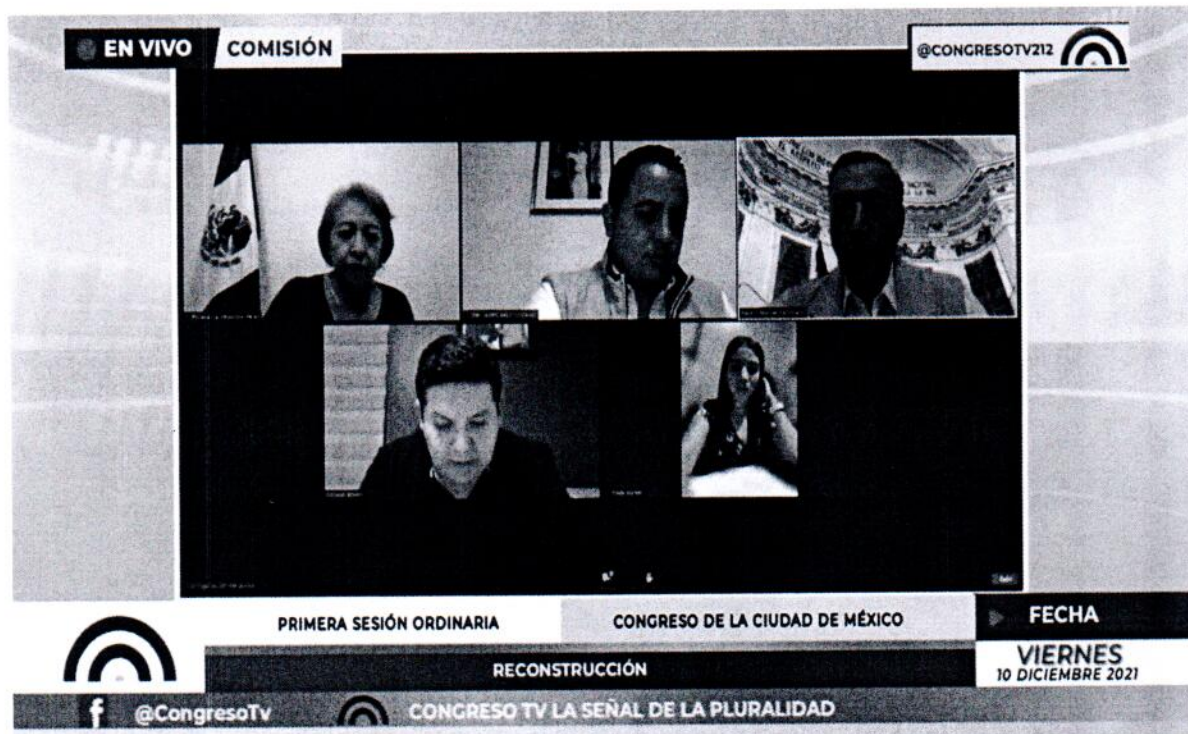 EN VIVO
COMISIÓN
@CONGRESOTV212
PRIMERA SESIÓN ORDINARIA
CONGRESO DE LA CIUDAD DE MÉXICO
FECHA
RECONSTRUCCIÓN
VIERNES
10 DICIEMBRE 2021
f
@CongresoTv
CONGRESO TV LA SEÑAL DE LA PLURALIDAD